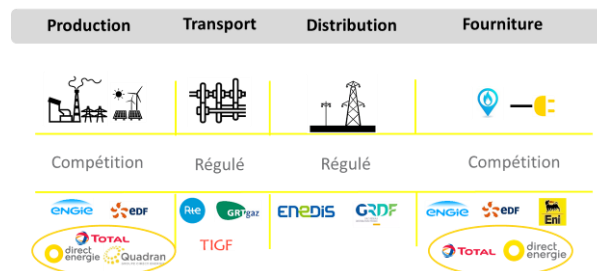 Production Transport Distribution Fourniture
Compétition Régulé Régulé Compétition
ENGIE EDF Rte GRTgaz ENEDIS GRDF ENGIE EDF Eni
TOTAL TIGF TOTAL direct energie
direct energie Quadran